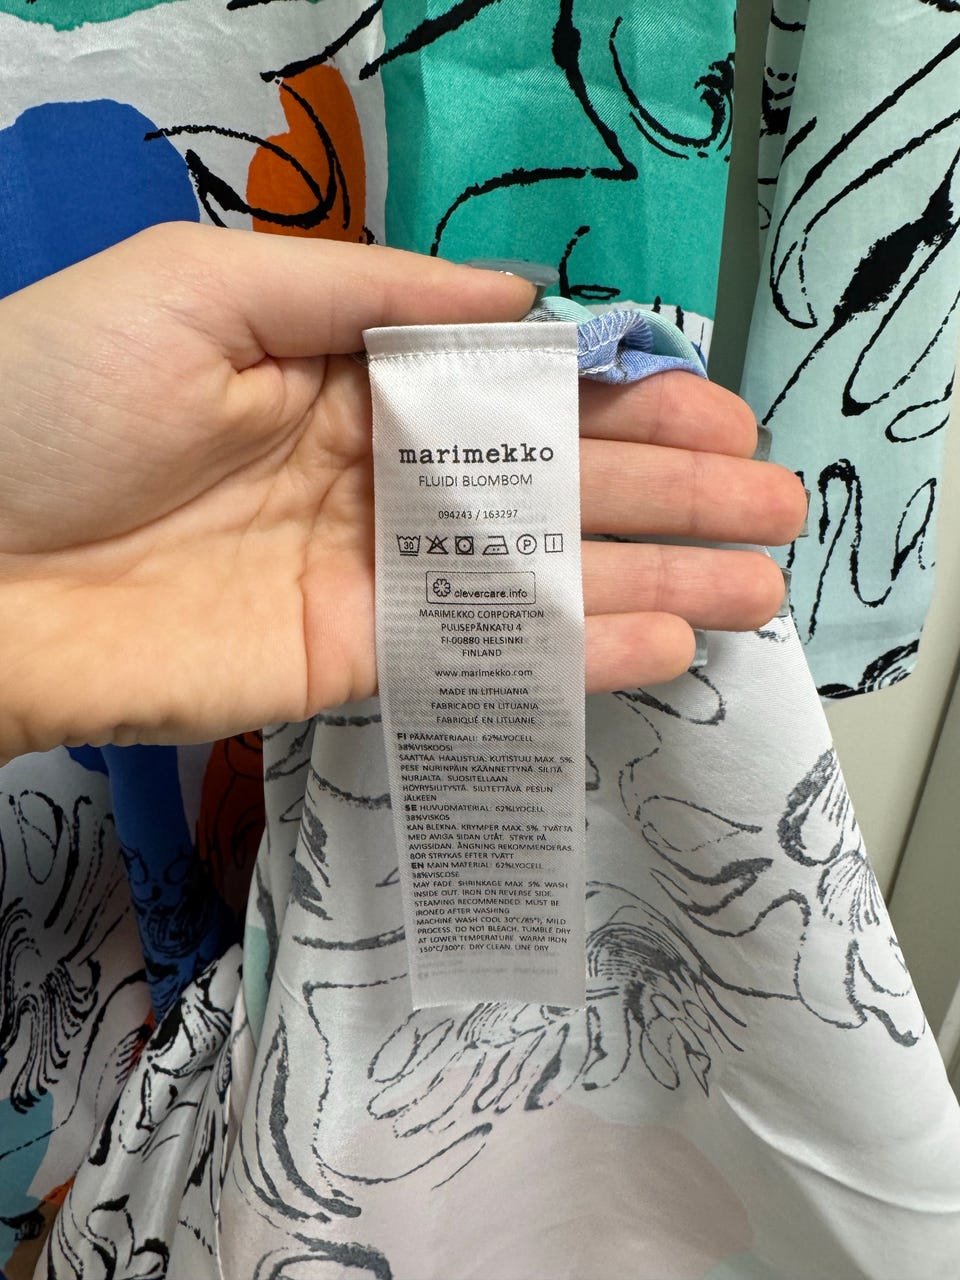 marimekko
FLUIDI BLOMBOM
094243 / 163297
30
P
clevercare.info
MARIMEKKO CORPORATION
PUUSEPÄNKATU 4
FI-00880 HELSINKI
FINLAND
www.marimekko.com
MADE IN LITHUANIA
FABRICADO EN LITUANIA
FABRIQUÉ EN LITUANIE
FI PÄÄMATERIAALI: 62%LYOCELL
38%VISKOOSI
SAATTAA HAALISTUA. KUTISTUU MAX. 5%.
PESE NURINPÄIN KÄÄNNETTYNÄ. SILITÄ
NURJALTA. SUOSITELLAAN
HÖYRYSILITYSTÄ. SILITETTÄVÄ PESUN
JÄLKEEN
SE HUVUDMATERIAL: 62%LYOCELL
38%VISKOS
KAN BLEKNA. KRYMPER MAX. 5%. TVÄTTA
MED AVIGA SIDAN UTÅT. STRYK PÅ
AVIGSIDAN. ÅNGNING REKOMMENDERAS.
BÖR STRYKAS EFTER TVÄTT
EN MAIN MATERIAL: 62%LYOCELL
38%VISCOSE
MAY FADE. SHRINKAGE MAX. 5%. WASH
INSIDE OUT. IRON ON REVERSE SIDE.
STEAMING RECOMMENDED. MUST BE
IRONED AFTER WASHING
MACHINE WASH COOL 30°C/85°F, MILD
PROCESS. DO NOT BLEACH. TUMBLE DRY
AT LOWER TEMPERATURE. WARM IRON
150°C/300°F. DRY CLEAN. LINE DRY